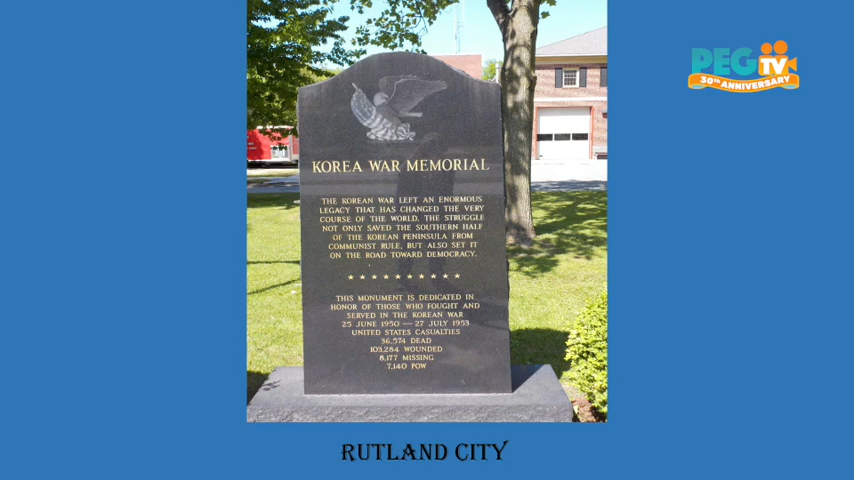 PEGTV
30th ANNIVERSARY
KOREA WAR MEMORIAL
THE KOREAN WAR LEFT AN ENORMOUS
LEGACY THAT HAS CHANGED THE VERY
COURSE OF THE WORLD. THE STRUGGLE
NOT ONLY SAVED THE SOUTHERN HALF
OF THE KOREAN PENINSULA FROM
COMMUNIST RULE, BUT ALSO SET IT
ON THE ROAD TOWARD DEMOCRACY.
THIS MONUMENT IS DEDICATED IN
HONOR OF THOSE WHO FOUGHT AND
SERVED IN THE KOREAN WAR
25 JUNE 1950 — 27 JULY 1953
UNITED STATES CASUALTIES
36,574 DEAD
103,284 WOUNDED
8,177 MISSING
7,140 POW
RUTLAND CITY